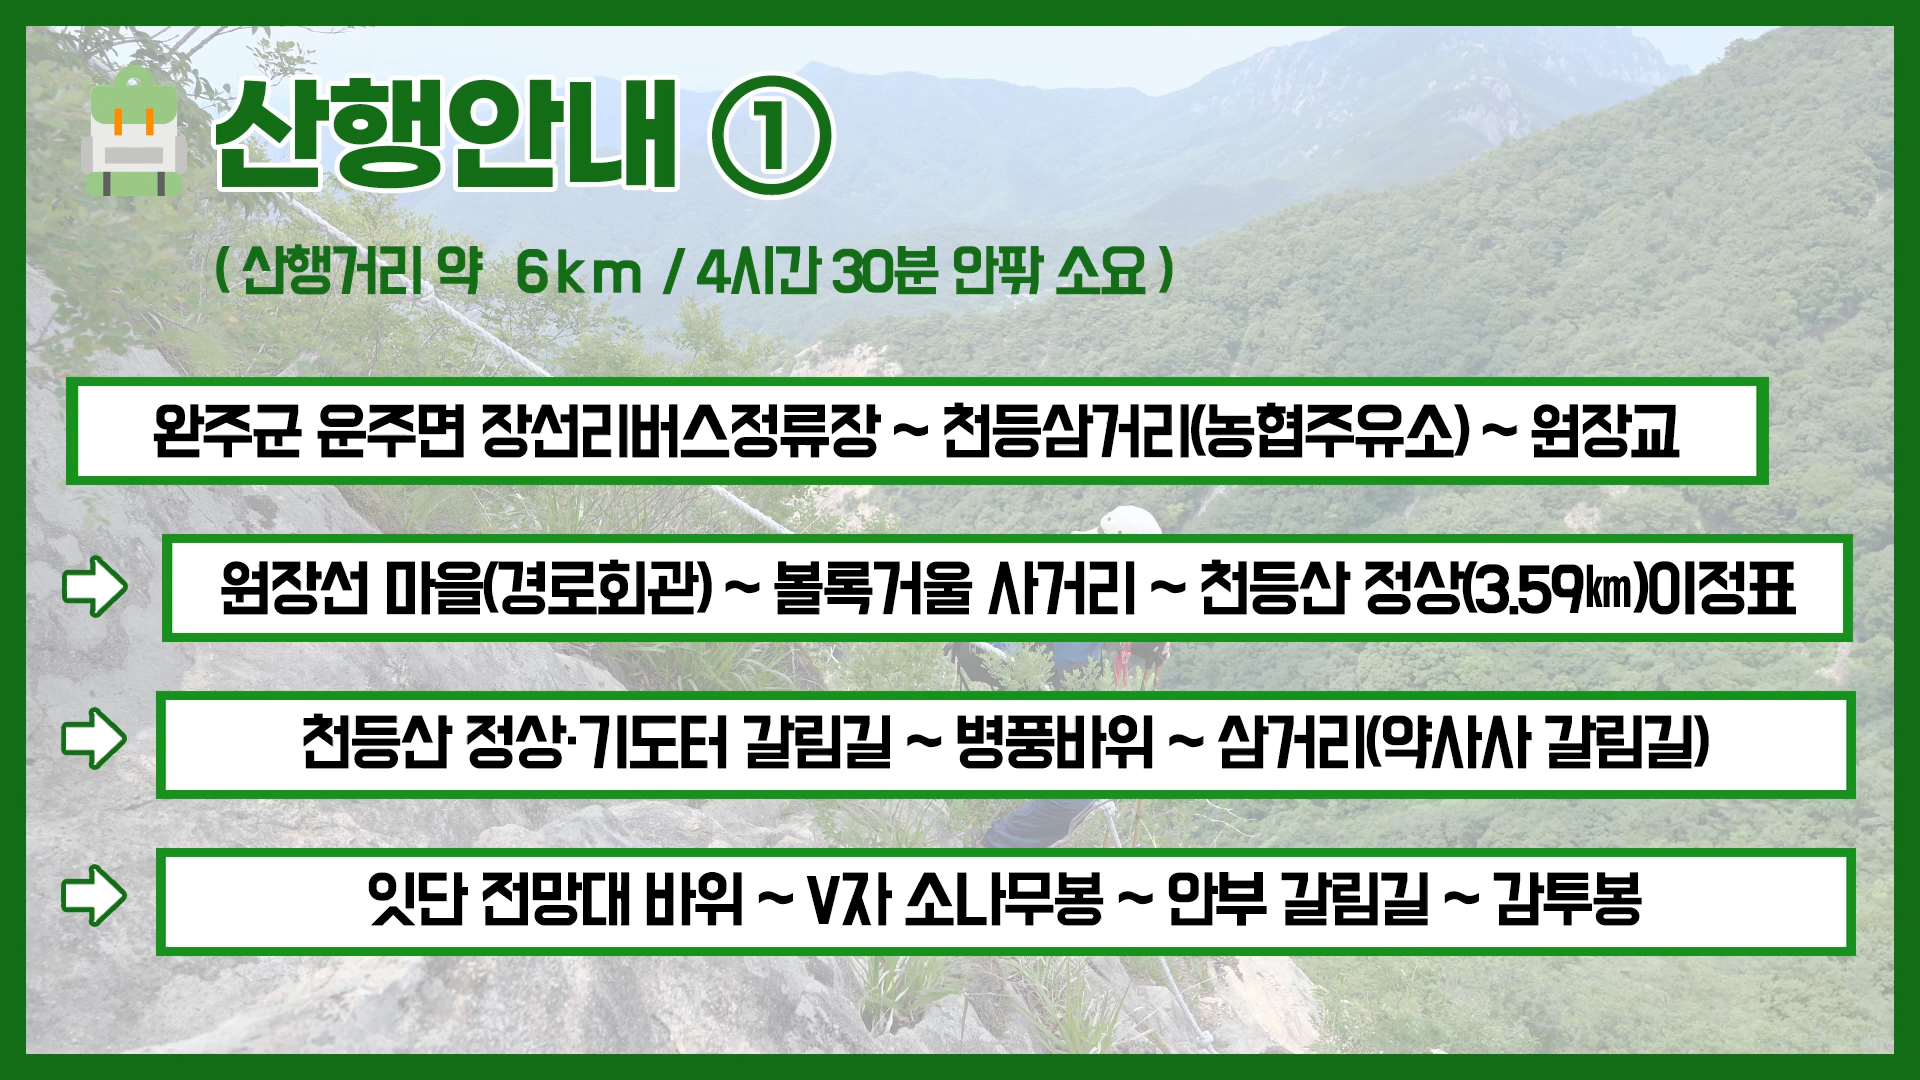 산행안내 ①
( 산행거리 약 6km / 4시간 30분 안팎 소요 )
완주군 운주면 장선리버스정류장 ~ 천등삼거리(농협주유소) ~ 원장교
원장선 마을(경로회관) ~ 볼록거울 사거리 ~ 천등산 정상(3.59㎞)이정표
천등산 정상·기도터 갈림길 ~ 병풍바위 ~ 삼거리(약사사 갈림길)
잇단 전망대 바위 ~ V자 소나무봉 ~ 안부 갈림길 ~ 감투봉